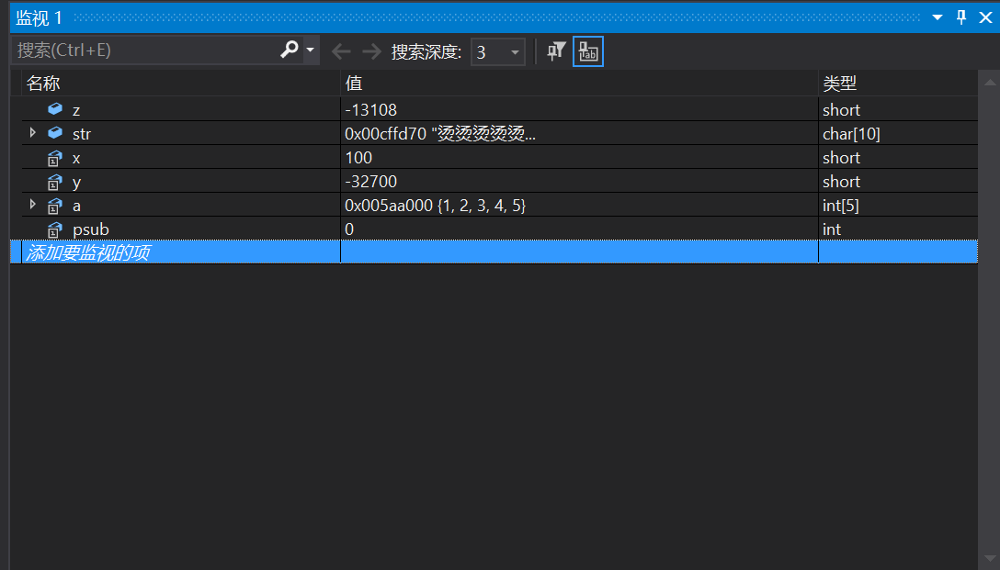 监视 1
搜索(Ctrl+E) 搜索深度: 3
名称 值 类型
z -13108 short
str 0x00cffd70 "烫烫烫烫烫... char[10]
x 100 short
y -32700 short
a 0x005aa000 {1, 2, 3, 4, 5} int[5]
psub 0 int
添加要监视的项